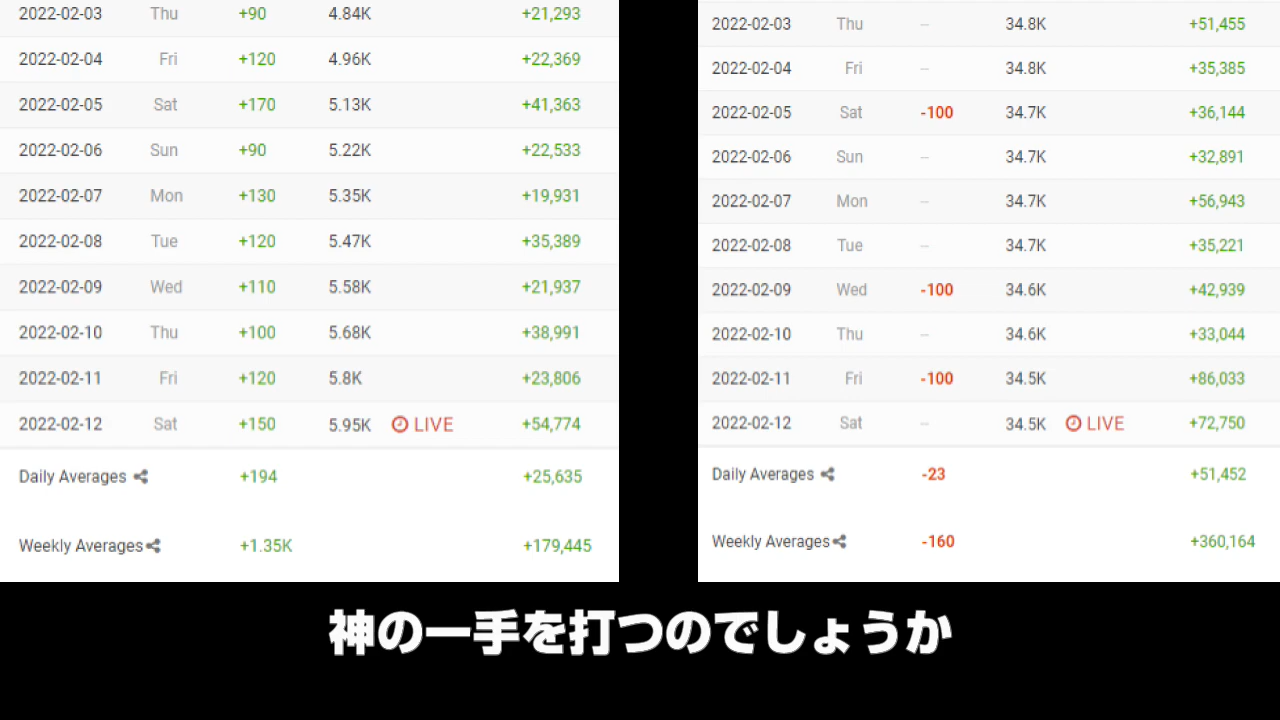 2022-02-03 Thu +90 4.84K +21,293
2022-02-04 Fri +120 4.96K +22,369
2022-02-05 Sat +170 5.13K +41,363
2022-02-06 Sun +90 5.22K +22,533
2022-02-07 Mon +130 5.35K +19,931
2022-02-08 Tue +120 5.47K +35,389
2022-02-09 Wed +110 5.58K +21,937
2022-02-10 Thu +100 5.68K +38,991
2022-02-11 Fri +120 5.8K +23,806
2022-02-12 Sat +150 5.95K LIVE +54,774
Daily Averages +194 +25,635
Weekly Averages +1.35K +179,445
2022-02-03 Thu -- 34.8K +51,455
2022-02-04 Fri -- 34.8K +35,385
2022-02-05 Sat -100 34.7K +36,144
2022-02-06 Sun -- 34.7K +32,891
2022-02-07 Mon -- 34.7K +56,943
2022-02-08 Tue -- 34.7K +35,221
2022-02-09 Wed -100 34.6K +42,939
2022-02-10 Thu -- 34.6K +33,044
2022-02-11 Fri -100 34.5K +86,033
2022-02-12 Sat -- 34.5K LIVE +72,750
Daily Averages -23 +51,452
Weekly Averages -160 +360,164
神の一手を打つのでしょうか